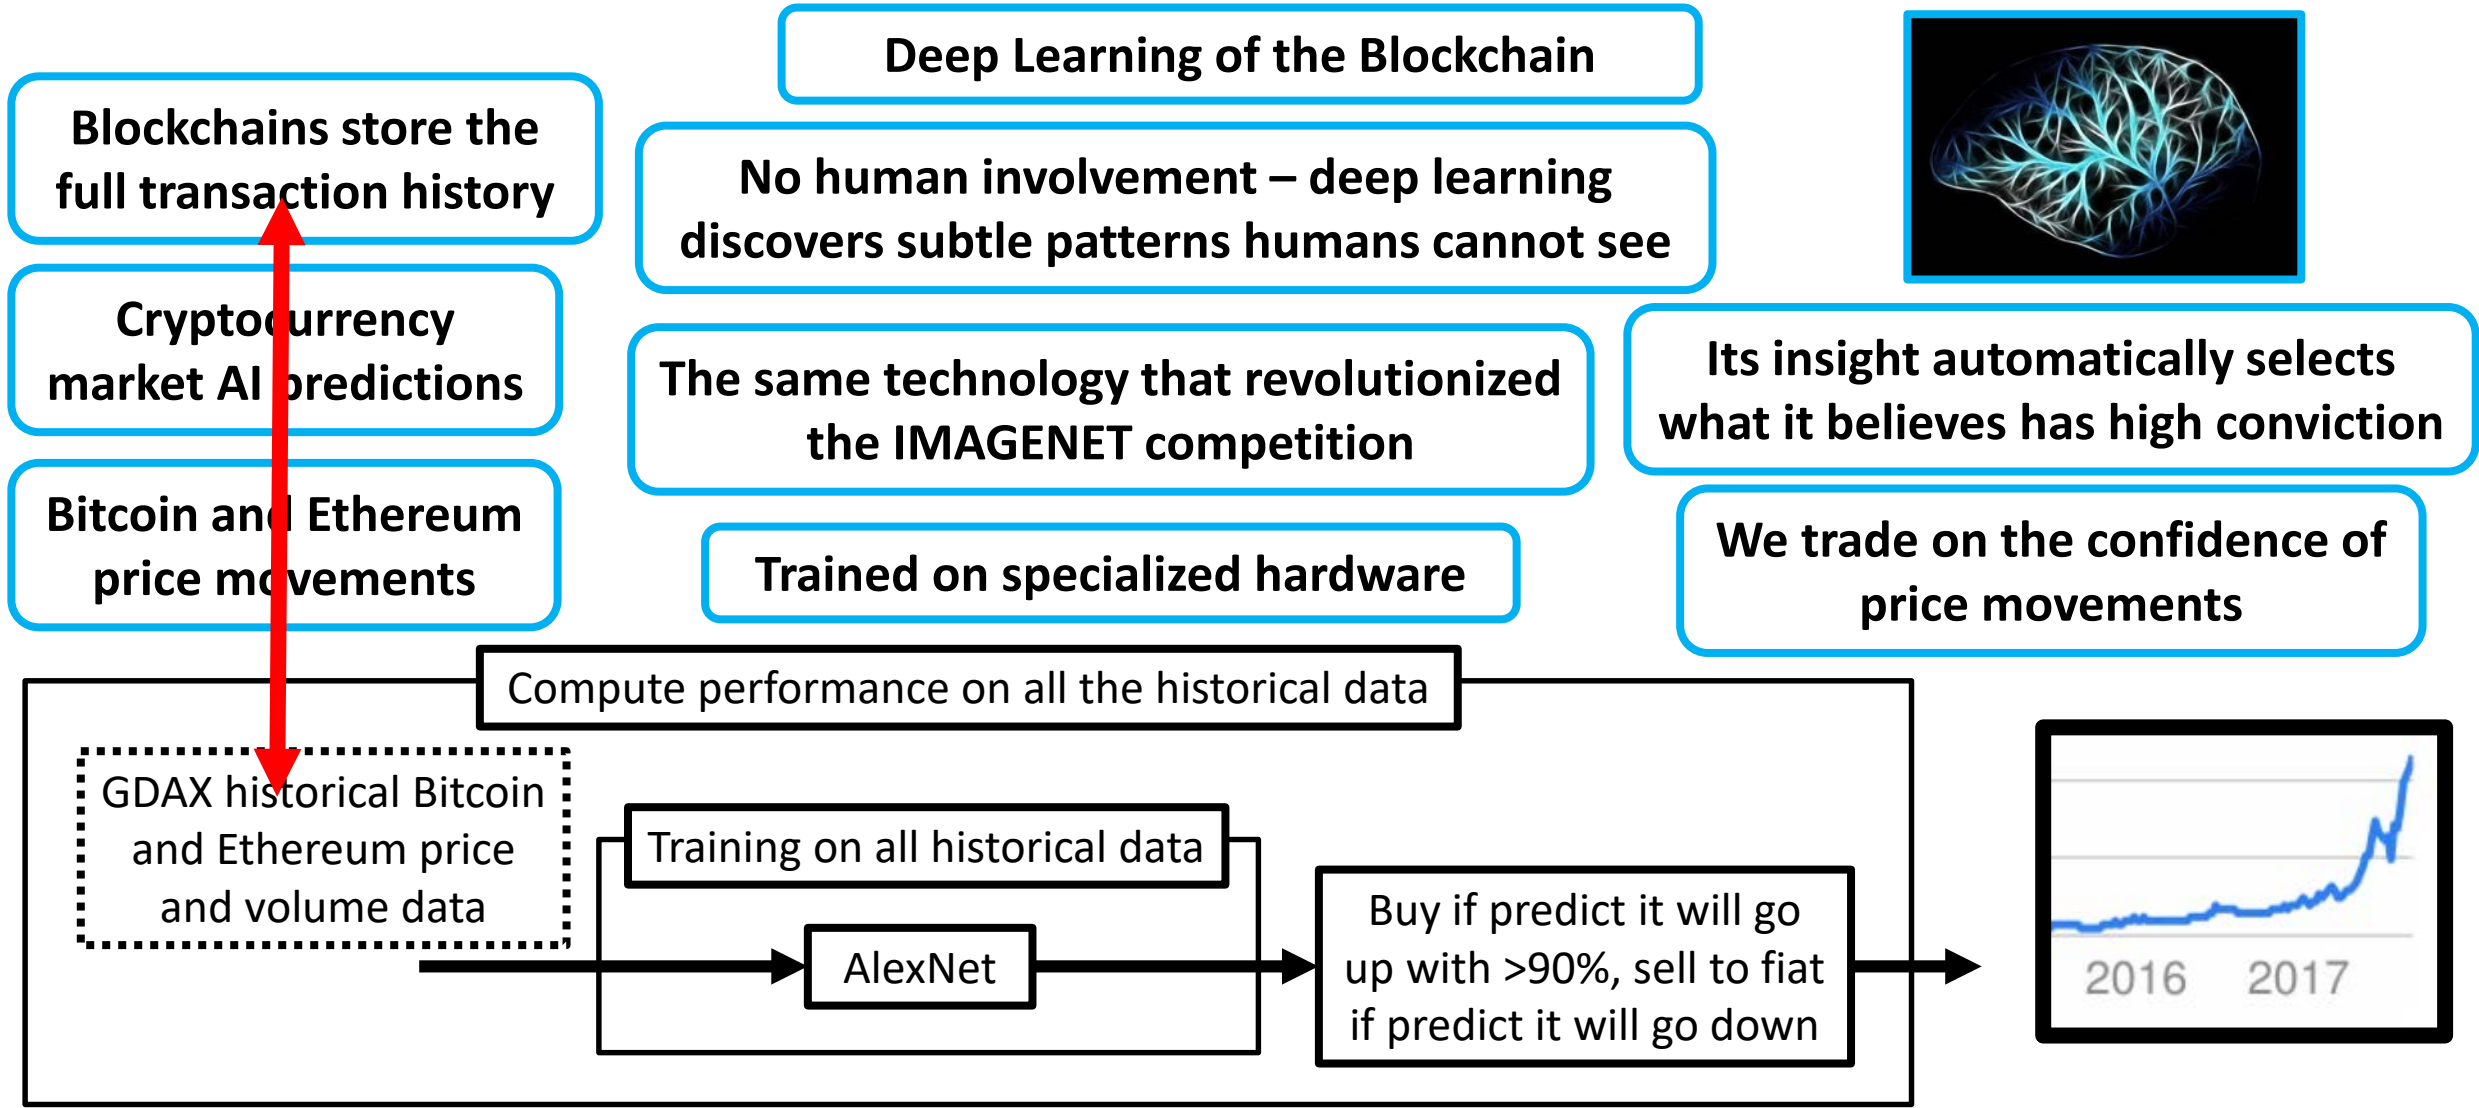 Deep Learning of the Blockchain
Blockchains store the
full transaction history
Cryptocurrency
market AI predictions
Bitcoin and Ethereum
price movements
No human involvement – deep learning
discovers subtle patterns humans cannot see
The same technology that revolutionized
the IMAGENET competition
Trained on specialized hardware
Its insight automatically selects
what it believes has high conviction
We trade on the confidence of
price movements
Compute performance on all the historical data
GDAX historical Bitcoin
and Ethereum price
and volume data
Training on all historical data
AlexNet
Buy if predict it will go
up with >90%, sell to fiat
if predict it will go down
2016 2017